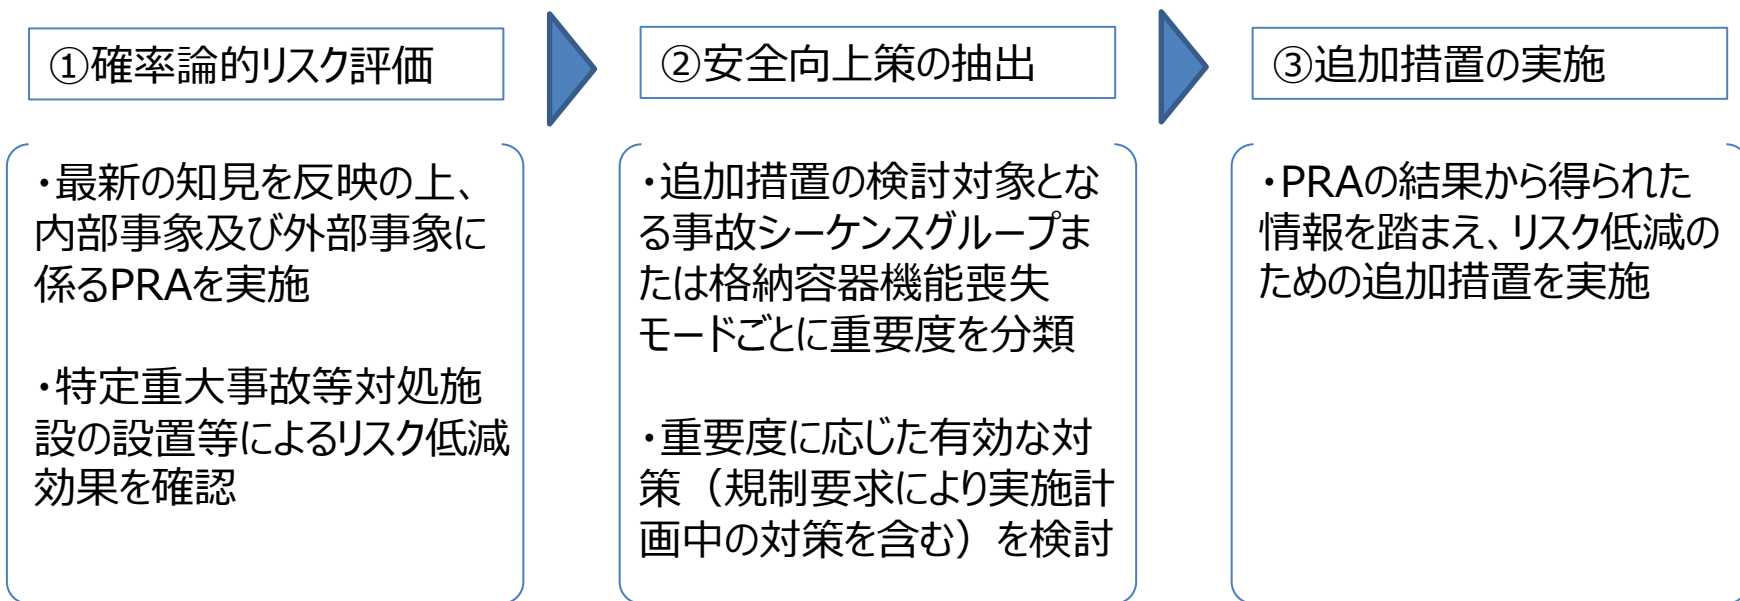 ①確率論的リスク評価
・最新の知見を反映の上、
内部事象及び外部事象に
係るPRAを実施
・特定重大事故等対処施
設の設置等によるリスク低減
効果を確認
②安全向上策の抽出
・追加措置の検討対象とな
る事故シーケンスグループま
たは格納容器機能喪失
モードごとに重要度を分類
・重要度に応じた有効な対
策（規制要求により実施計
画中の対策を含む）を検討
③追加措置の実施
・PRAの結果から得られた
情報を踏まえ、リスク低減の
ための追加措置を実施